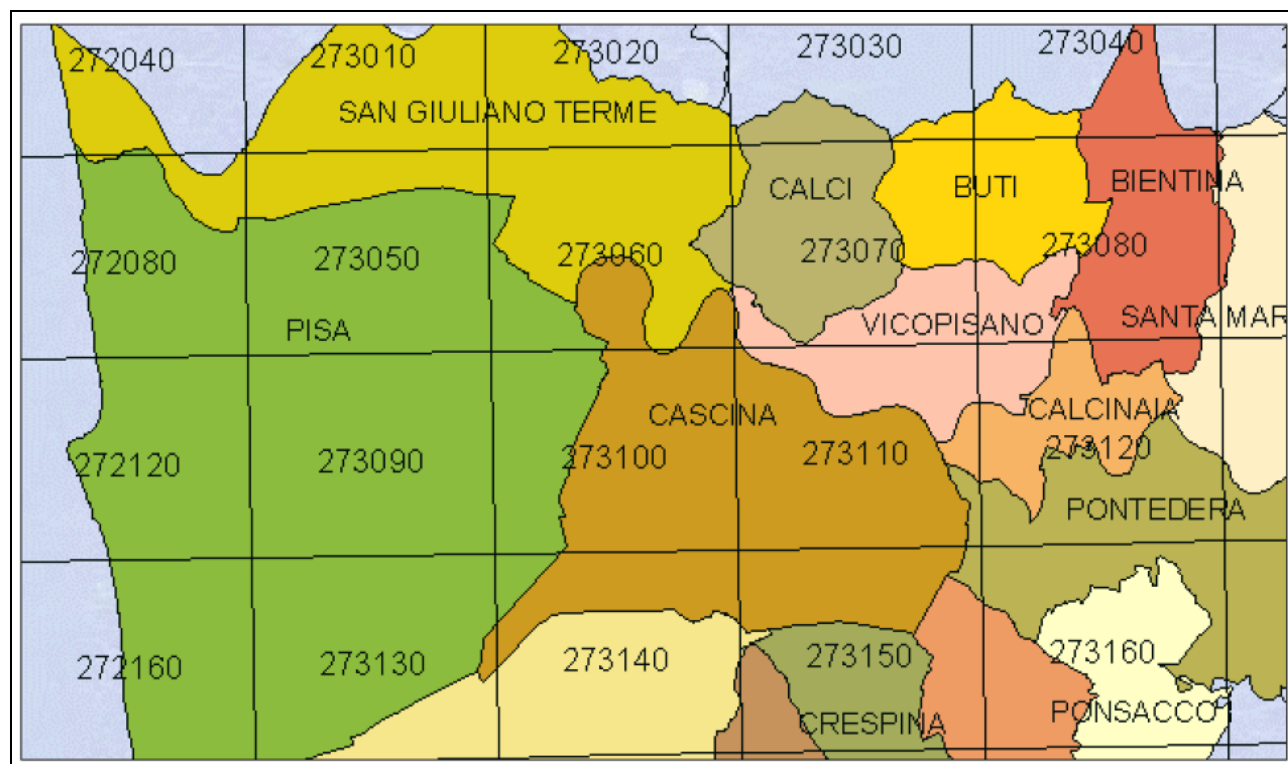 272040 273010 273020 273030 273040
SAN GIULIANO TERME
CALCI BUTI BIENTINA
272080 273050 273060 273070 273080
PISA VICOPISANO SANTA MAR
CASCINA CALCINAIA
272120 273090 273100 273110 273120
PONTEDERA
272160 273130 273140 273150 273160
CRESPINA PONSACCO